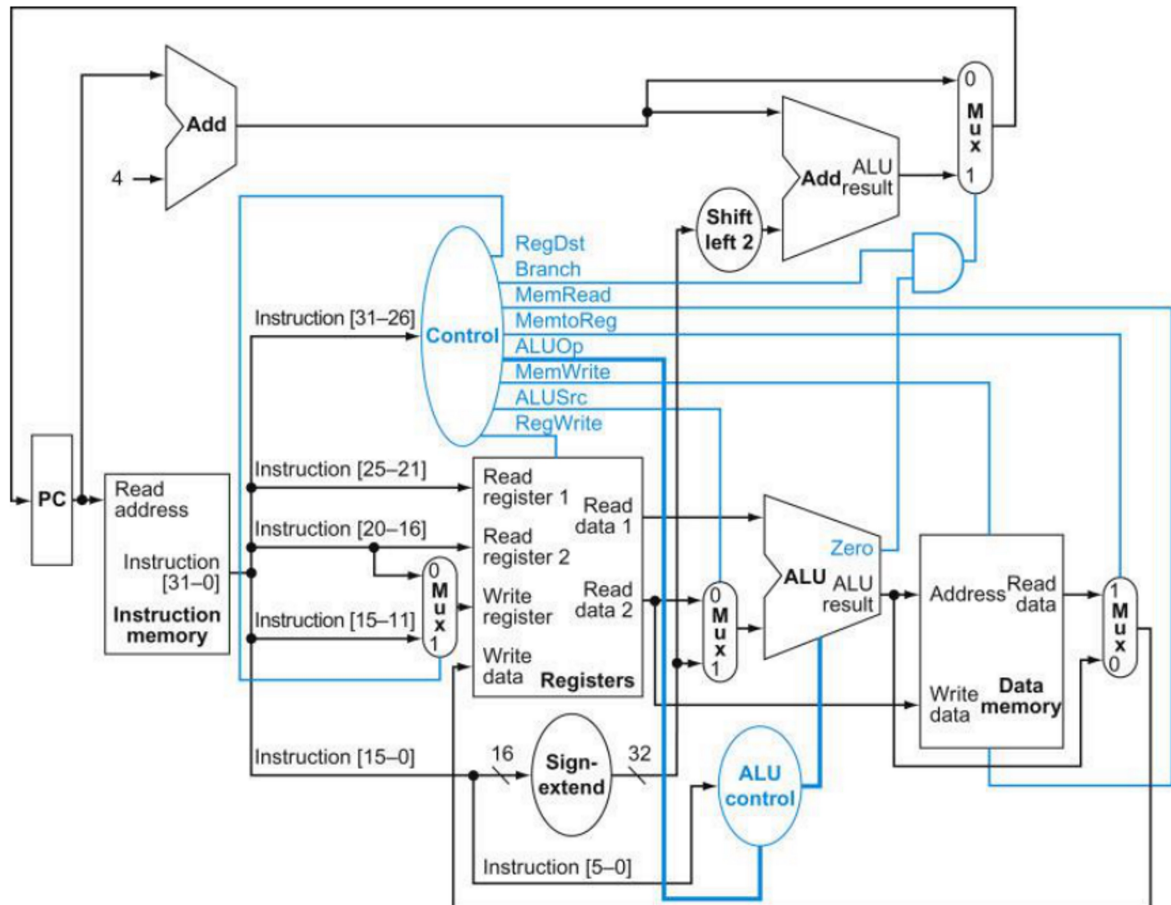 0
Mux
1
Add
4
Add
ALU
result
Shift
left 2
RegDst
Branch
MemRead
MemtoReg
ALUOp
MemWrite
ALUSrc
RegWrite
Control
Instruction [31–26]
Instruction [25–21]
Instruction [20–16]
Instruction [15–11]
Instruction [15–0]
PC
Read
address
Instruction
[31–0]
Instruction
memory
0
Mux
1
Read
register 1
Read
register 2
Write
register
Write
data
Read
data 1
Read
data 2
Registers
0
Mux
1
Zero
ALU
ALU
result
Address
Read
data
Write
data
Data
memory
1
Mux
0
16
Sign-
extend
32
ALU
control
Instruction [5–0]